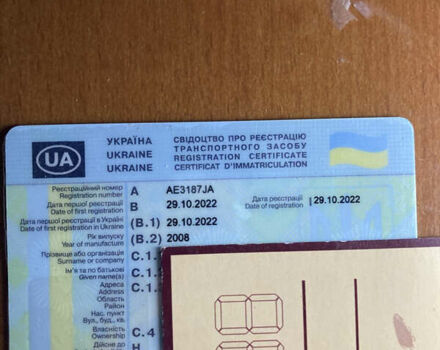 УКРАЇНА СВІДОЦТВО ПРО РЕЄСТРАЦІЮ
UKRAINE ТРАНСПОРТНОГО ЗАСОБУ
UKRAINE REGISTRATION CERTIFICATE
CERTIFICAT D'IMMATRICULATION
UA
Реєстраційний номер A AE3187JA
Registration number
Дата першої реєстрації B 29.10.2022 Дата реєстрації 29.10.2022
Date of first registration Date of registration
Дата першої реєстрації в Україні (B.1) 29.10.2022
Date of first registration in Ukraine
Рік випуску (B.2) 2008
Year of manufacture
Прізвище або організація C.1.
Surname or company
Ім'я та по батькові C.1.
Given name(s)
Адреса C.1.
Address
Область
Район
Нас. пункт
Вул., буд., кв.
Власність C.4
Ownership
Дійсне до H